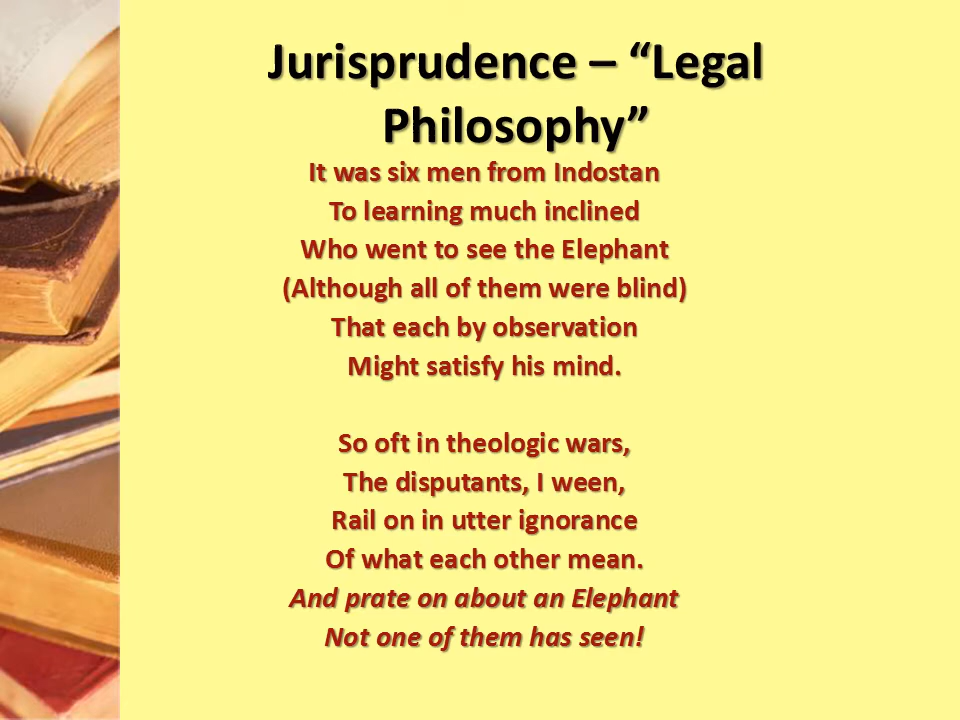 Jurisprudence – “Legal
Philosophy”
It was six men from Indostan
To learning much inclined
Who went to see the Elephant
(Although all of them were blind)
That each by observation
Might satisfy his mind.
So oft in theologic wars,
The disputants, I ween,
Rail on in utter ignorance
Of what each other mean.
And prate on about an Elephant
Not one of them has seen!